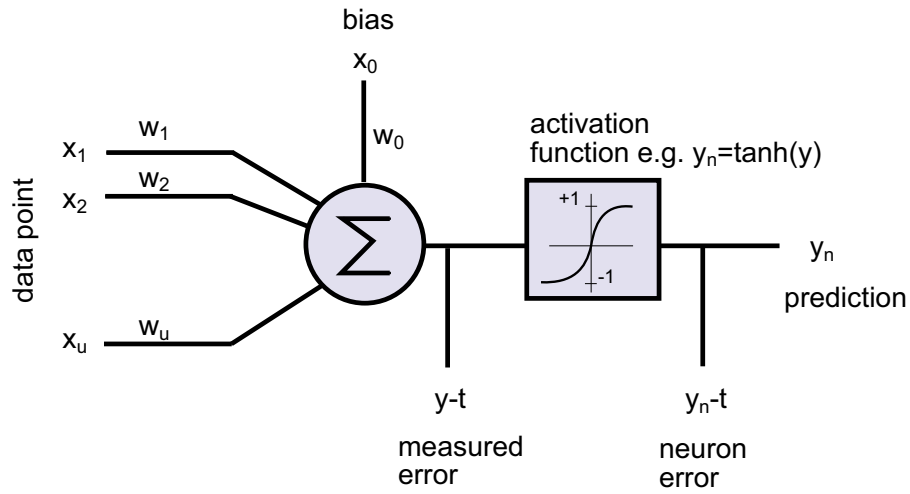 bias
x₀
w₀
w₁
x₁
w₂
x₂
wᵤ
xᵤ
data point
Σ
activation
function e.g. yₙ=tanh(y)
+1
-1
yₙ
prediction
y-t
measured
error
yₙ-t
neuron
error